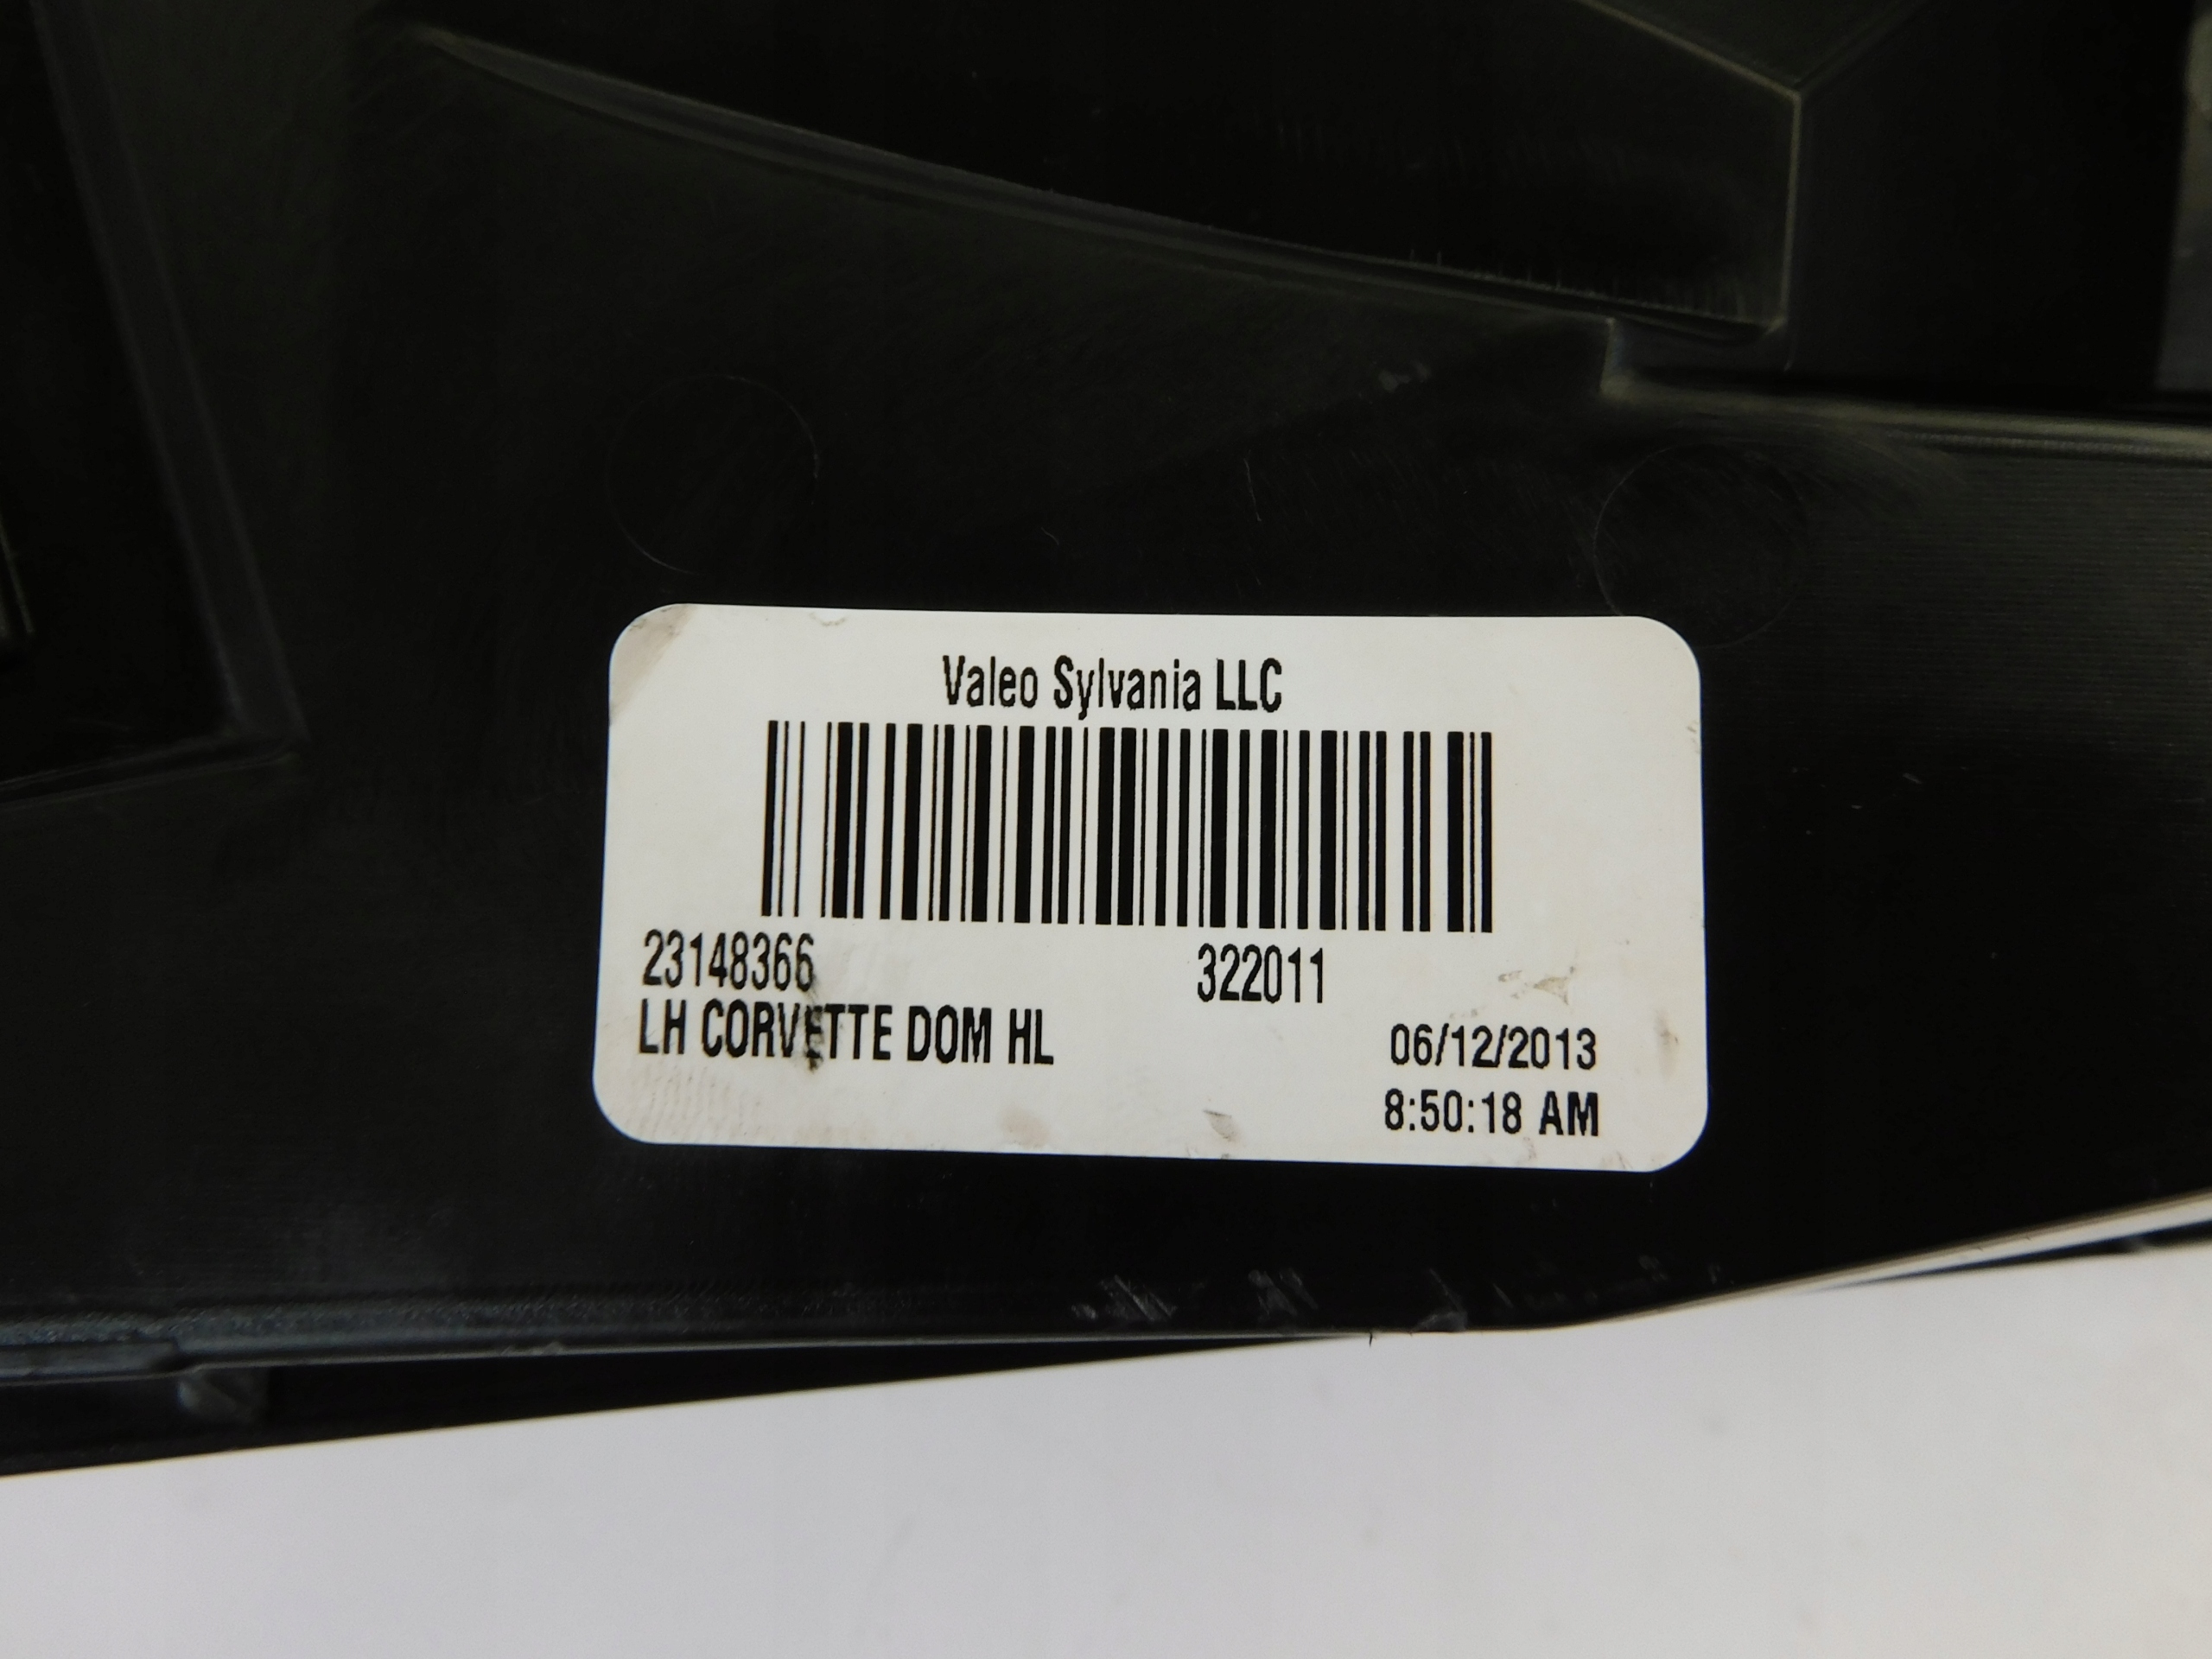 Valeo Sylvania LLC
23148366 322011
LH CORVETTE DOM HL
06/12/2013
8:50:18 AM